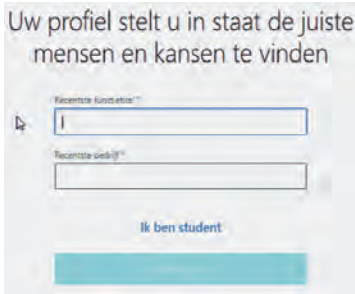 Uw profiel stelt u in staat de juiste
mensen en kansen te vinden
Recentste functietitel *
Recentste bedrijf *
Ik ben student